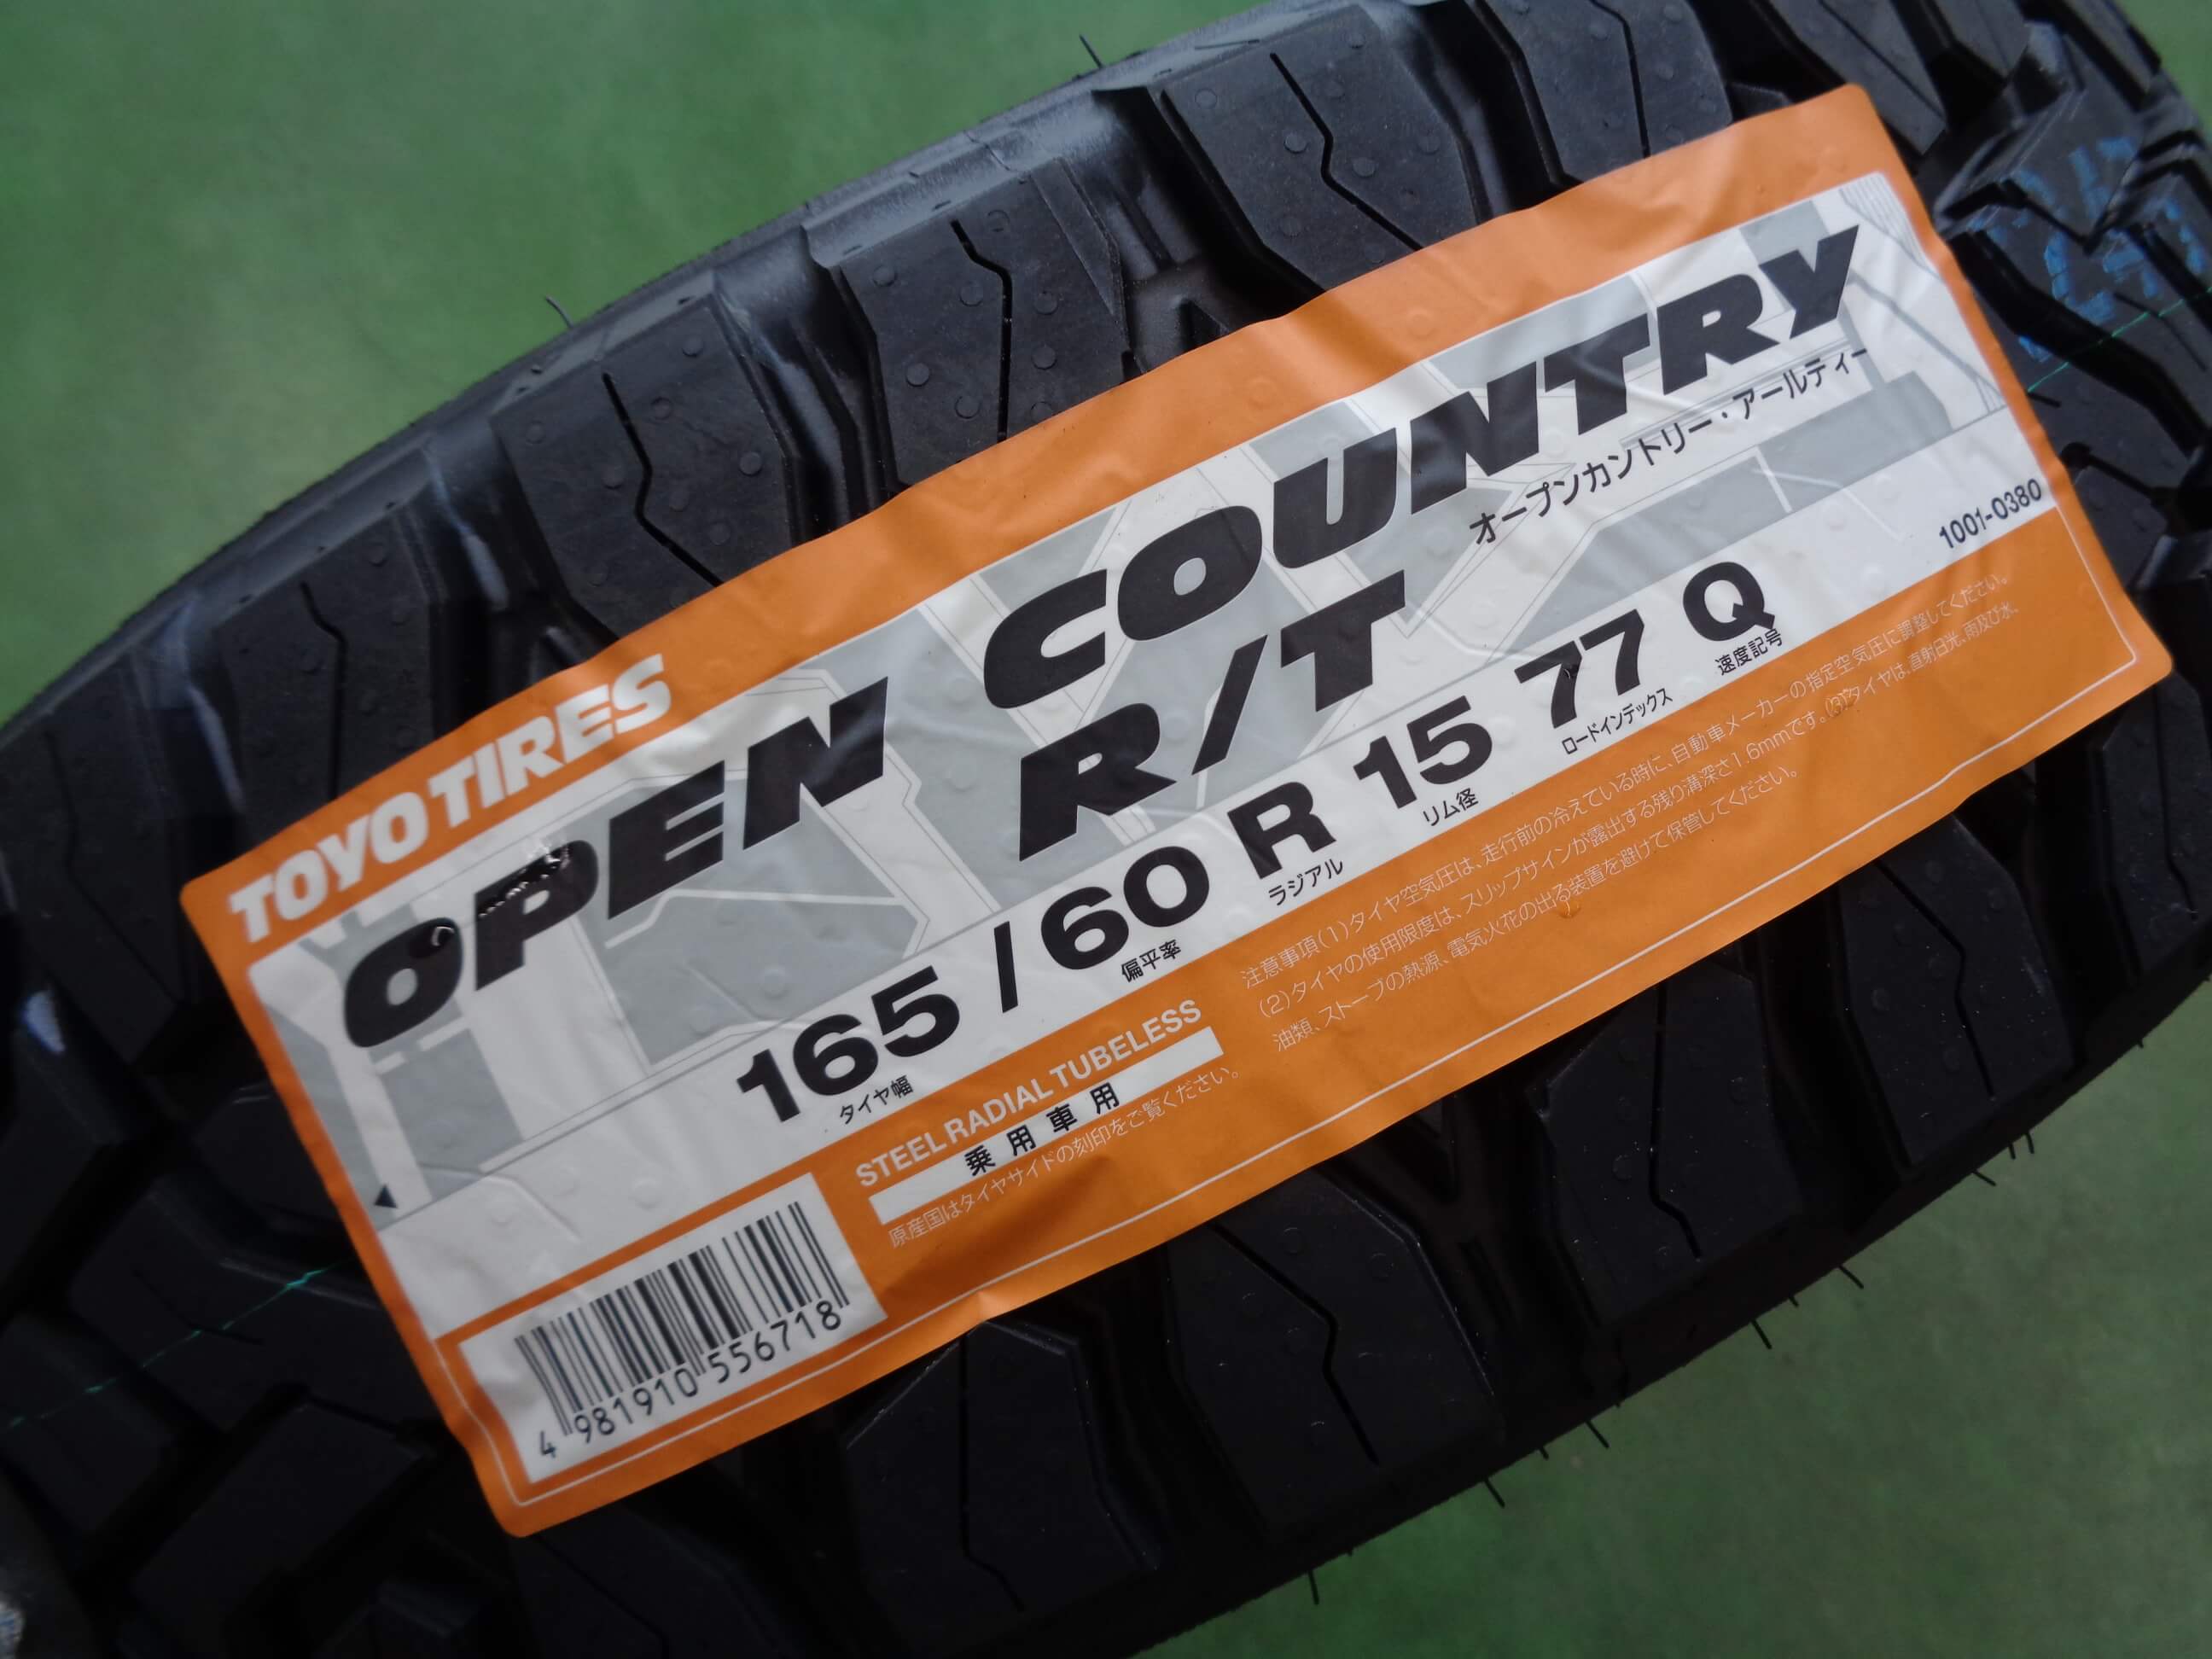 TOYO TIRES
OPEN COUNTRY
R/T
オープンカントリー・アールティー
1001-0380
165 / 60 R 15 77 Q
タイヤ幅 偏平率 ラジアル リム径 ロードインデックス 速度記号
STEEL RADIAL TUBELESS
乗用車用
原産国はタイヤサイドの刻印をご覧ください。
注意事項(1)タイヤ空気圧は、走行前の冷えている時に、自動車メーカーの指定空気圧に調整してください。
(2)タイヤの使用限度は、スリップサインが露出する残り溝深さ1.6mmです。(3)タイヤは、直射日光、雨及び水、
油類、ストーブの熱源、電気火花の出る装置を避けて保管してください。
4 981910 556718